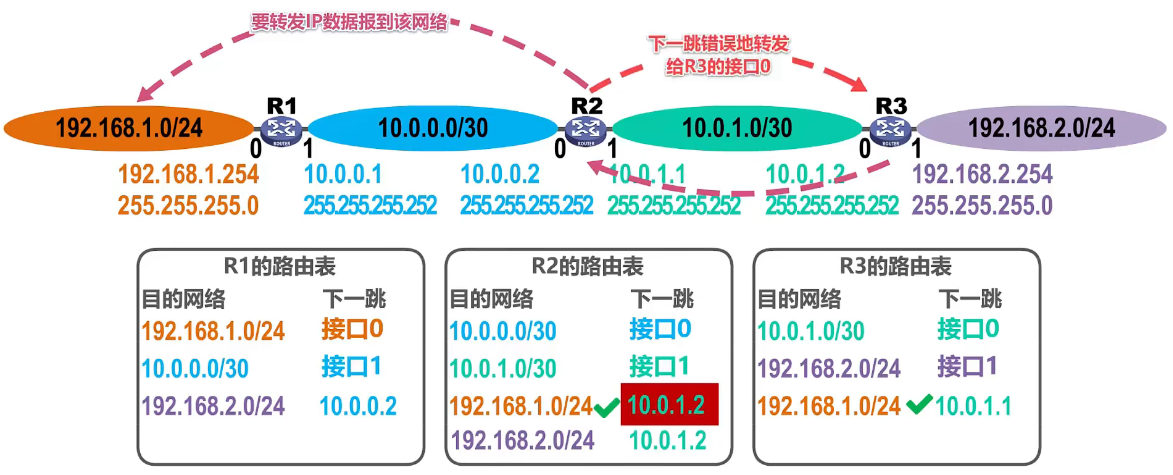 要转发IP数据报到该网络
下一跳错误地转发
给R3的接口0
R1
R2
R3
192.168.1.0/24
10.0.0.0/30
10.0.1.0/30
192.168.2.0/24
ROUTER
ROUTER
ROUTER
0
1
0
1
0
1
192.168.1.254
255.255.255.0
10.0.0.1
255.255.255.252
10.0.0.2
255.255.255.252
10.0.1.1
255.255.255.252
10.0.1.2
255.255.255.252
192.168.2.254
255.255.255.0
R1的路由表
目的网络 下一跳
192.168.1.0/24 接口0
10.0.0.0/30 接口1
192.168.2.0/24 10.0.0.2
R2的路由表
目的网络 下一跳
10.0.0.0/30 接口0
10.0.1.0/30 接口1
192.168.1.0/24 10.0.1.2
192.168.2.0/24 10.0.1.2
R3的路由表
目的网络 下一跳
10.0.1.0/30 接口0
192.168.2.0/24 接口1
192.168.1.0/24 10.0.1.1